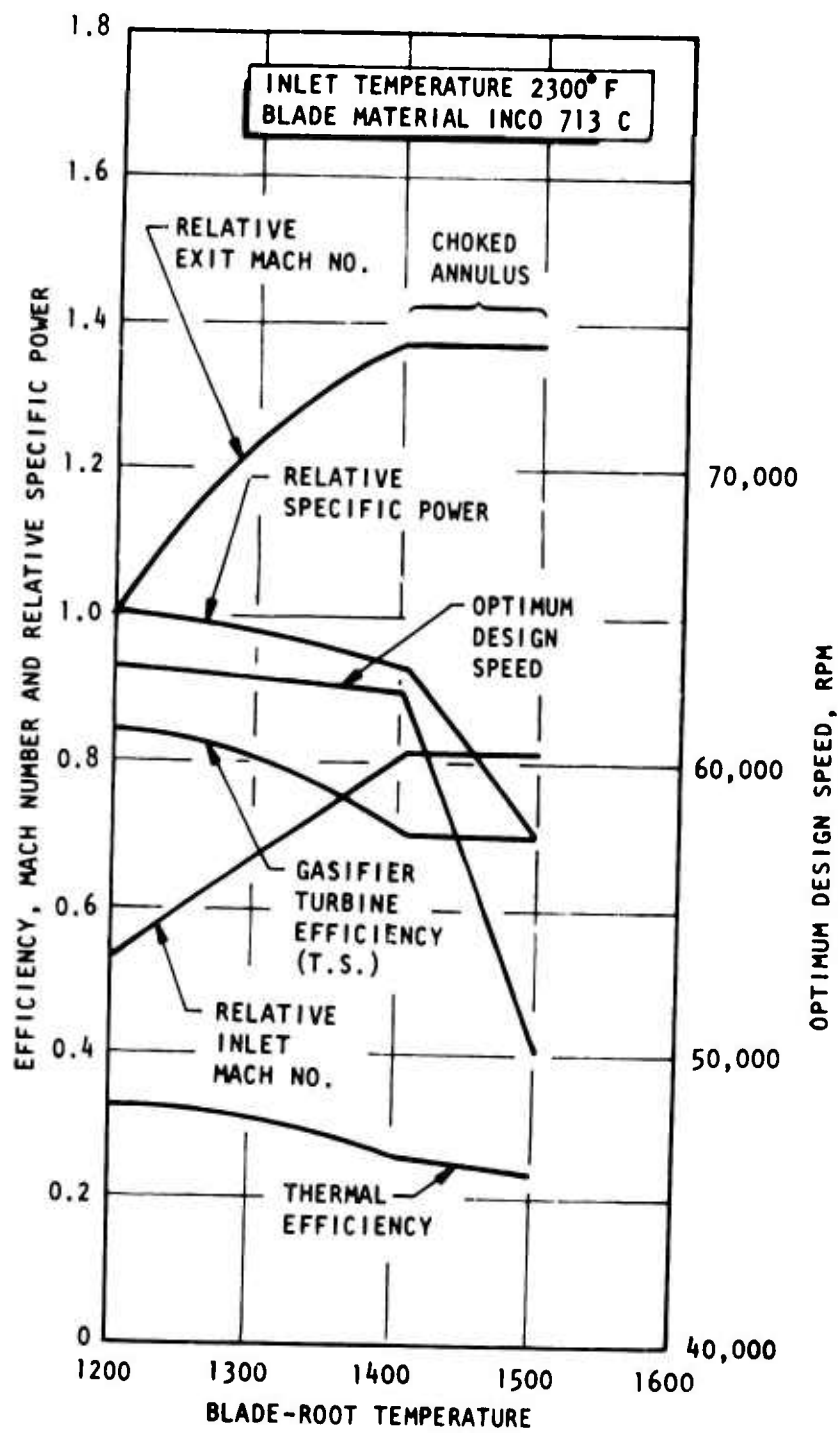 INLET TEMPERATURE 2300° F
BLADE MATERIAL INCO 713 C
1.8
1.6
1.4
1.2
1.0
0.8
0.6
0.4
0.2
0
EFFICIENCY, MACH NUMBER AND RELATIVE SPECIFIC POWER
RELATIVE
EXIT MACH NO.
CHOKED
ANNULUS
RELATIVE
SPECIFIC POWER
OPTIMUM
DESIGN
SPEED
GASIFIER
TURBINE
EFFICIENCY
(T.S.)
RELATIVE
INLET
MACH NO.
THERMAL
EFFICIENCY
70,000
60,000
50,000
40,000
OPTIMUM DESIGN SPEED, RPM
1200
1300
1400
1500
1600
BLADE-ROOT TEMPERATURE